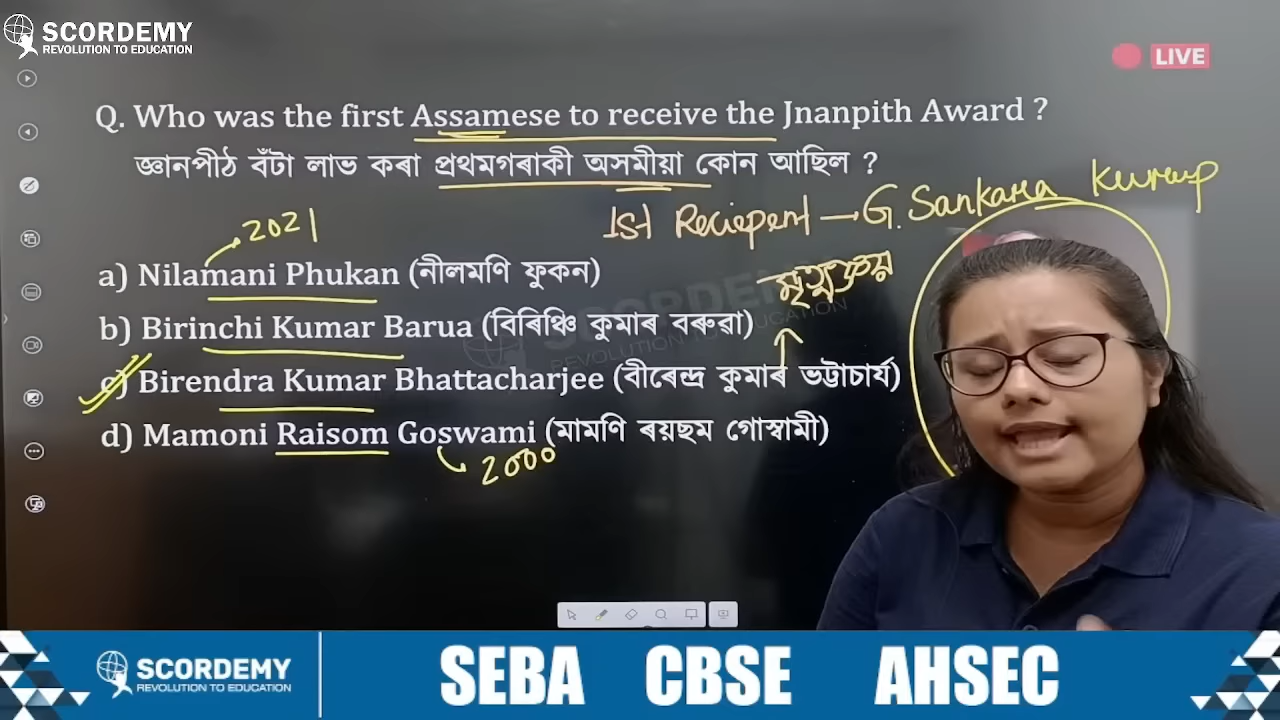 SCORDEMY
REVOLUTION TO EDUCATION
LIVE
Q. Who was the first Assamese to receive the Jnanpith Award ?
জ্ঞানপীঠ বঁটা লাভ কৰা প্ৰথমগৰাকী অসমীয়া কোন আছিল ?
1st Reciepent → G. Sankara Kurup
2021
a) Nilamani Phukan (নীলমণি ফুকন)
মৃত্যুঞ্জয়
b) Birinchi Kumar Barua (বিৰিঞ্চি কুমাৰ বৰুৱা)
c) Birendra Kumar Bhattacharjee (বীৰেন্দ্ৰ কুমাৰ ভট্টাচাৰ্য)
d) Mamoni Raisom Goswami (মামণি ৰয়ছম গোস্বামী)
2000
SCORDEMY
REVOLUTION TO EDUCATION
SEBA CBSE AHSEC